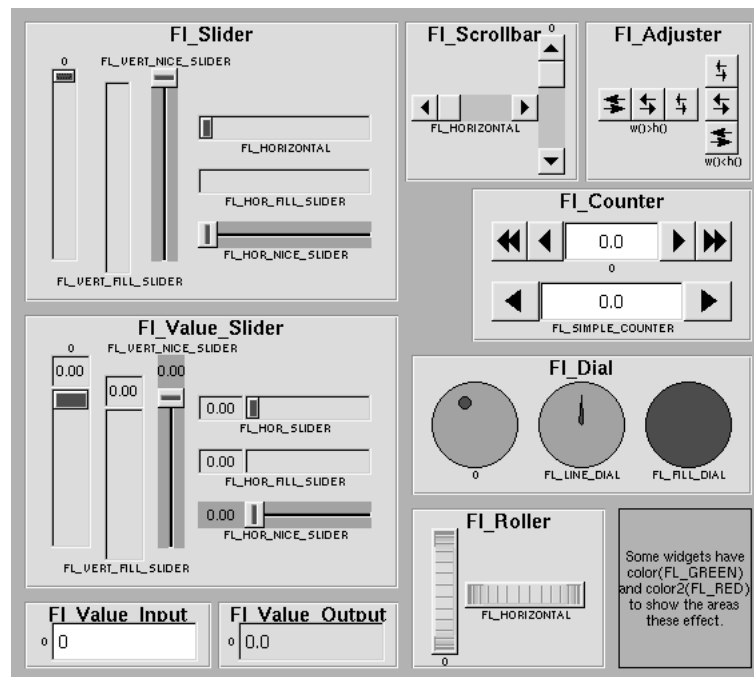 Fl_Slider
0
FL_VERT_NICE_SLIDER
FL_HORIZONTAL
FL_HOR_FILL_SLIDER
FL_HOR_NICE_SLIDER
FL_VERT_FILL_SLIDER
Fl_Scrollbar
0
FL_HORIZONTAL
Fl_Adjuster
w()>h()
w()<h()
Fl_Counter
0.0
0
0.0
FL_SIMPLE_COUNTER
Fl_Value_Slider
0
FL_VERT_NICE_SLIDER
0.00
0.00
0.00
0.00
FL_HOR_SLIDER
0.00
FL_HOR_FILL_SLIDER
0.00
FL_HOR_NICE_SLIDER
FL_VERT_FILL_SLIDER
Fl_Dial
0
FL_LINE_DIAL
FL_FILL_DIAL
Fl_Roller
FL_HORIZONTAL
0
Some widgets have
color(FL_GREEN)
and color2(FL_RED)
to show the areas
these effect.
Fl_Value_Input
0 0
Fl_Value_Output
0 0.0